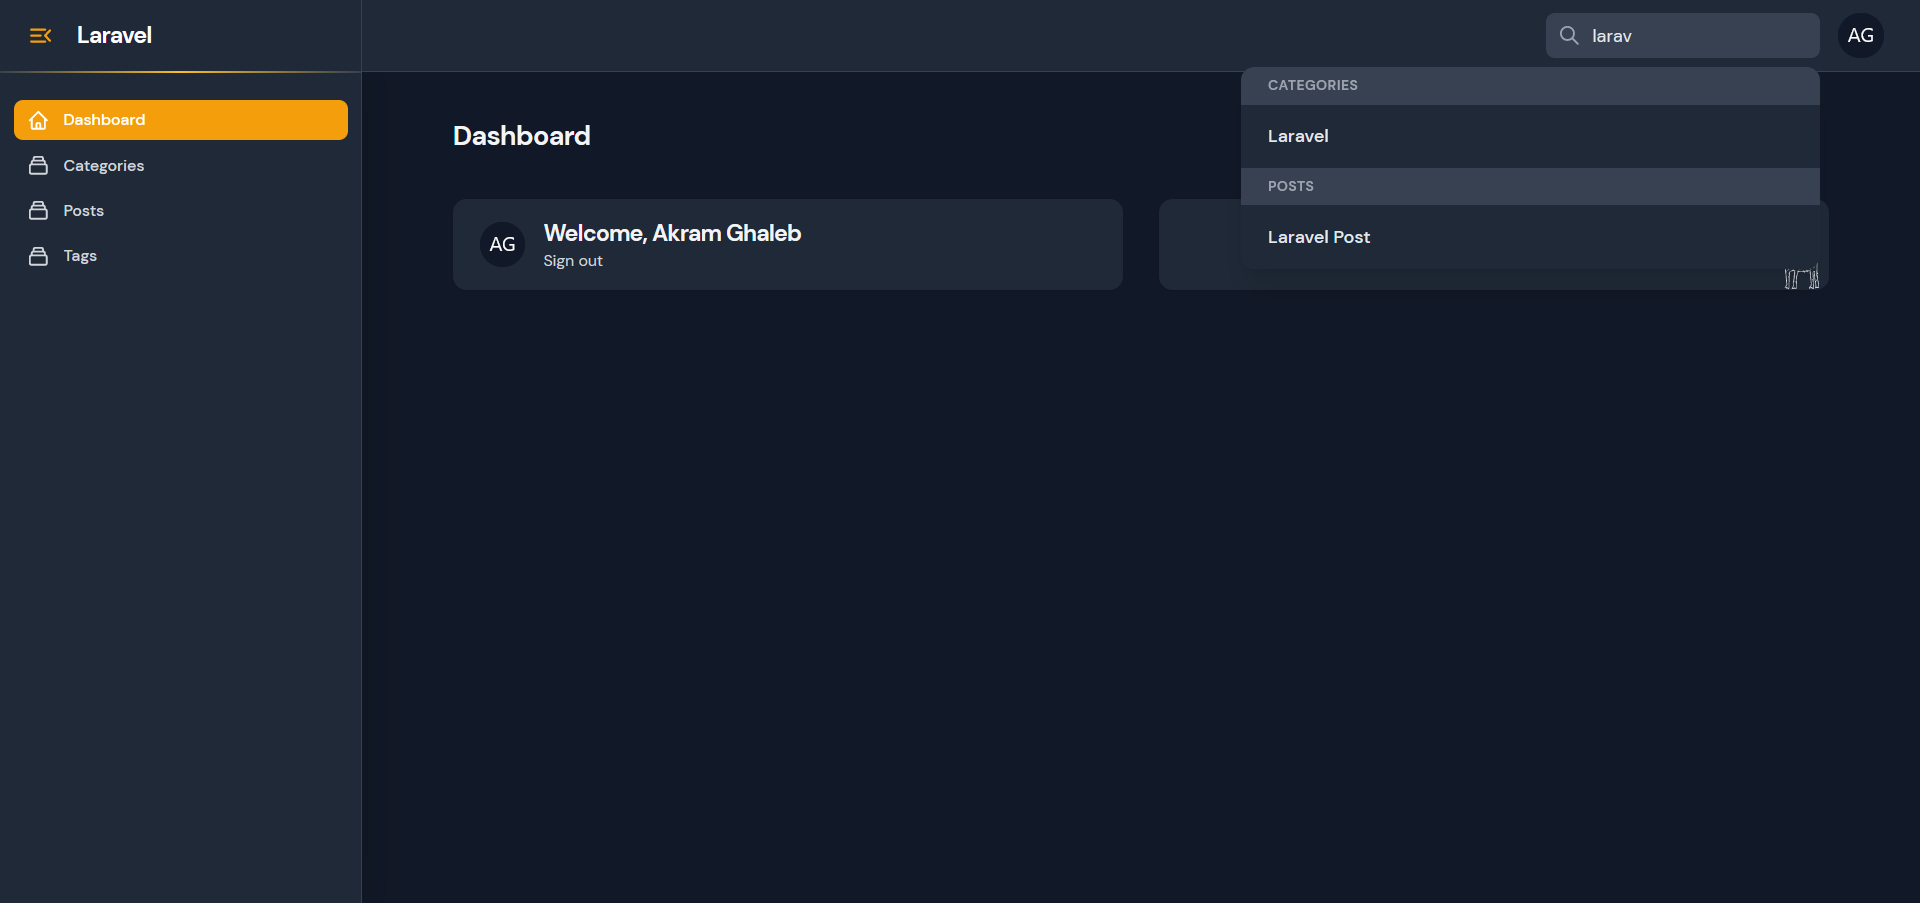 Laravel
larav
AG
Dashboard
Categories
Posts
Tags
Dashboard
AG
Welcome, Akram Ghaleb
Sign out
CATEGORIES
Laravel
POSTS
Laravel Post